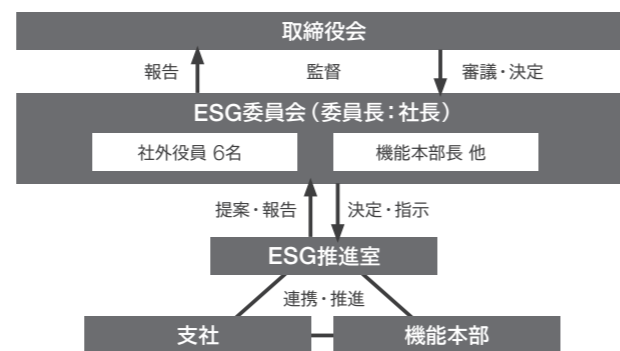 取締役会
報告 監督 審議・決定
ESG委員会（委員長：社長）
社外役員 6名 機能本部長 他
提案・報告 決定・指示
ESG推進室
連携・推進
支社 機能本部